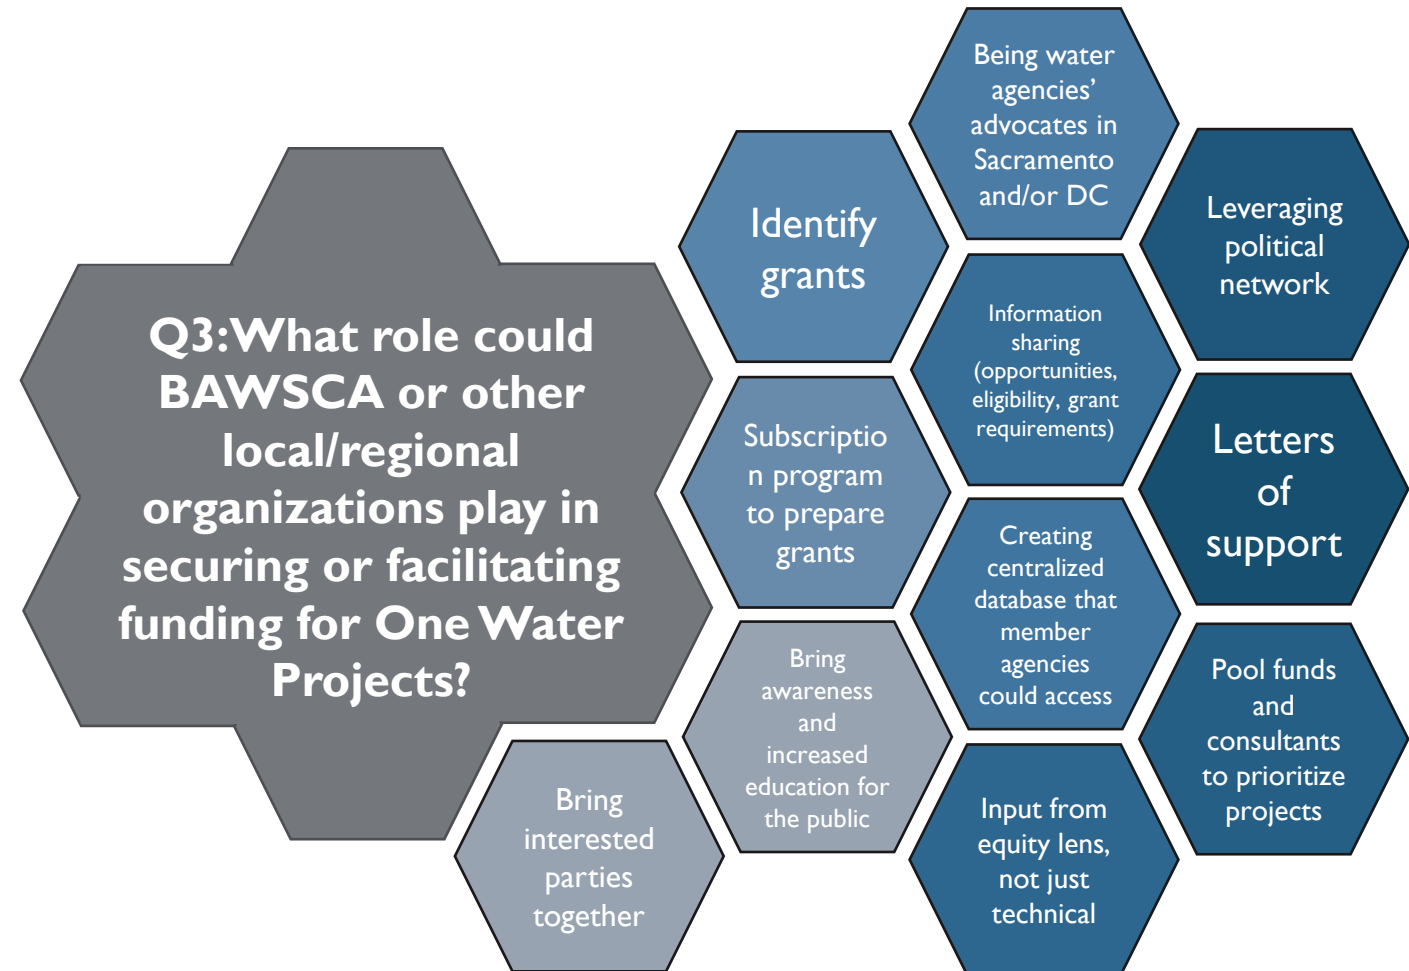 Q3:What role could
BAWSCA or other
local/regional
organizations play in
securing or facilitating
funding for One Water
Projects?
Identify
grants
Being water
agencies’
advocates in
Sacramento
and/or DC
Leveraging
political
network
Information
sharing
(opportunities,
eligibility, grant
requirements)
Subscriptio
n program
to prepare
grants
Letters
of
support
Creating
centralized
database that
member
agencies
could access
Bring
awareness
and
increased
education for
the public
Pool funds
and
consultants
to prioritize
projects
Bring
interested
parties
together
Input from
equity lens,
not just
technical